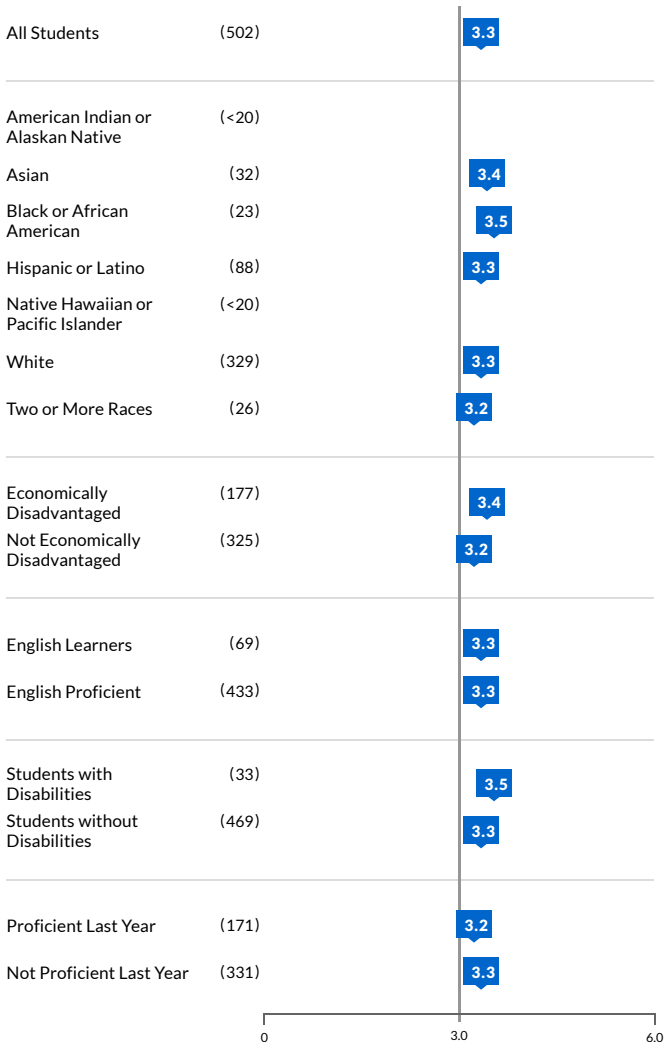 All Students (502) 3.3
American Indian or (<20)
Alaskan Native
Asian (32) 3.4
Black or African (23) 3.5
American
Hispanic or Latino (88) 3.3
Native Hawaiian or (<20)
Pacific Islander
White (329) 3.3
Two or More Races (26) 3.2
Economically (177) 3.4
Disadvantaged
Not Economically (325) 3.2
Disadvantaged
English Learners (69) 3.3
English Proficient (433) 3.3
Students with (33) 3.5
Disabilities
Students without (469) 3.3
Disabilities
Proficient Last Year (171) 3.2
Not Proficient Last Year (331) 3.3
0 3.0 6.0